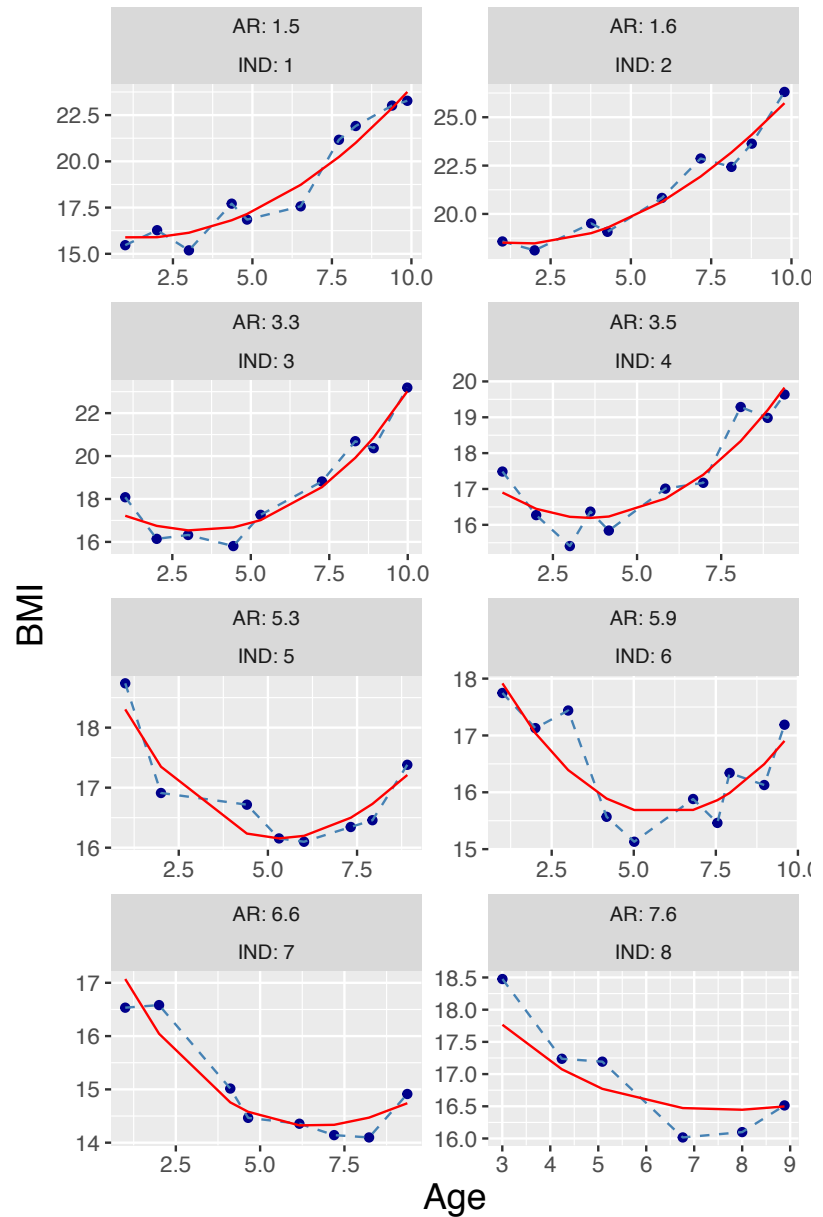 AR: 1.5
IND: 1
22.5
20.0
17.5
15.0
2.5 5.0 7.5 10.0
AR: 1.6
IND: 2
25.0
22.5
20.0
2.5 5.0 7.5 10.0
AR: 3.3
IND: 3
22
20
18
16
2.5 5.0 7.5 10.0
AR: 3.5
IND: 4
20
19
18
17
16
2.5 5.0 7.5
BMI
AR: 5.3
IND: 5
18
17
16
2.5 5.0 7.5
AR: 5.9
IND: 6
18
17
16
15
2.5 5.0 7.5 10.0
AR: 6.6
IND: 7
17
16
15
14
2.5 5.0 7.5
AR: 7.6
IND: 8
18.5
18.0
17.5
17.0
16.5
16.0
3 4 5 6 7 8 9
Age